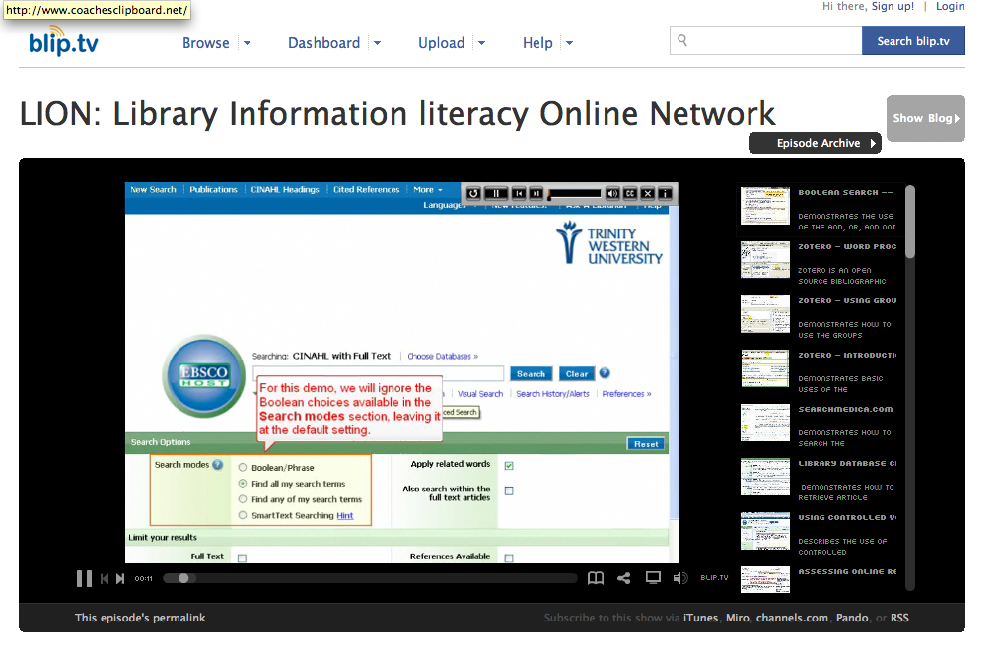 http://www.coachesclipboard.net/
Hi there, Sign up! | Login
blip.tv
Browse
Dashboard
Upload
Help
Search blip.tv
LION: Library Information literacy Online Network
Show Blog
Episode Archive
New Search
Publications
CINAHL Headings
Cited References
More
CC
Languages
New Features!
Ask A Librarian
Help
TRINITY
WESTERN
UNIVERSITY
EBSCO
HOST
Searching: CINAHL with Full Text
Choose Databases »
Search
Clear
Visual Search
Search History/Alerts
Preferences »
For this demo, we will ignore the
Boolean choices available in the
Search modes section, leaving it
at the default setting.
Search Options
Reset
Search modes
Boolean/Phrase
Find all my search terms
Find any of my search terms
SmartText Searching Hint
Apply related words
Also search within the
full text articles
Limit your results
Full Text
References Available
BOOLEAN SEARCH --
DEMONSTRATES THE USE
OF THE AND, OR, AND NOT
ZOTERO - WORD PROC
ZOTERO IS AN OPEN
SOURCE BIBLIOGRAPHIC
ZOTERO - USING GROU
DEMONSTRATES HOW TO
USE THE GROUPS
ZOTERO - INTRODUCTI
DEMONSTRATES BASIC
USES OF THE
SEARCHMEDICA.COM
DEMONSTRATES HOW TO
SEARCH THE
LIBRARY DATABASE
DEMONSTRATES HOW TO
RETRIEVE ARTICLE
USING CONTROLLED
DESCRIBES THE USE OF
CONTROLLED
ASSESSING ONLINE RE
00:11
BLIP.TV
This episode's permalink
Subscribe to this show via iTunes, Miro, channels.com, Pando, or RSS